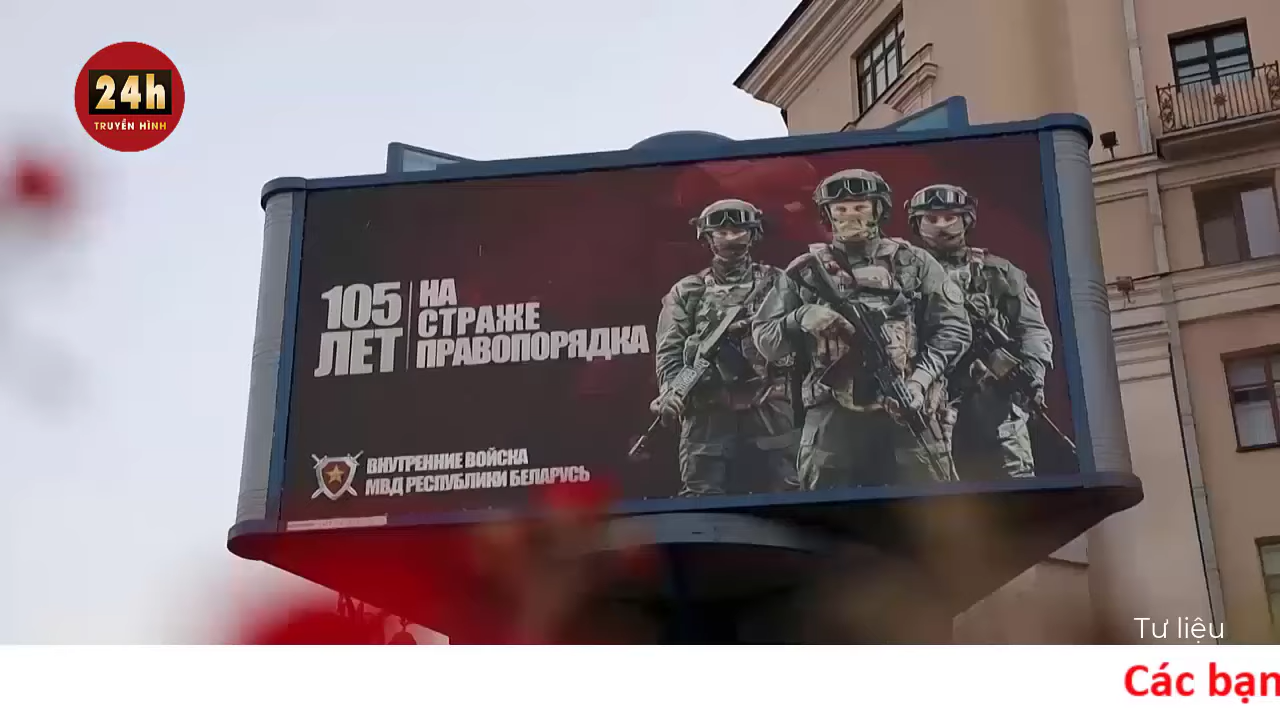 24h
TRUYỀN HÌNH
105
ЛЕТ
НА
СТРАЖЕ
ПРАВОПОРЯДКА
ВНУТРЕННИЕ ВОЙСКА
МВД РЕСПУБЛИКИ БЕЛАРУСЬ
Tư liệu
Các bạn